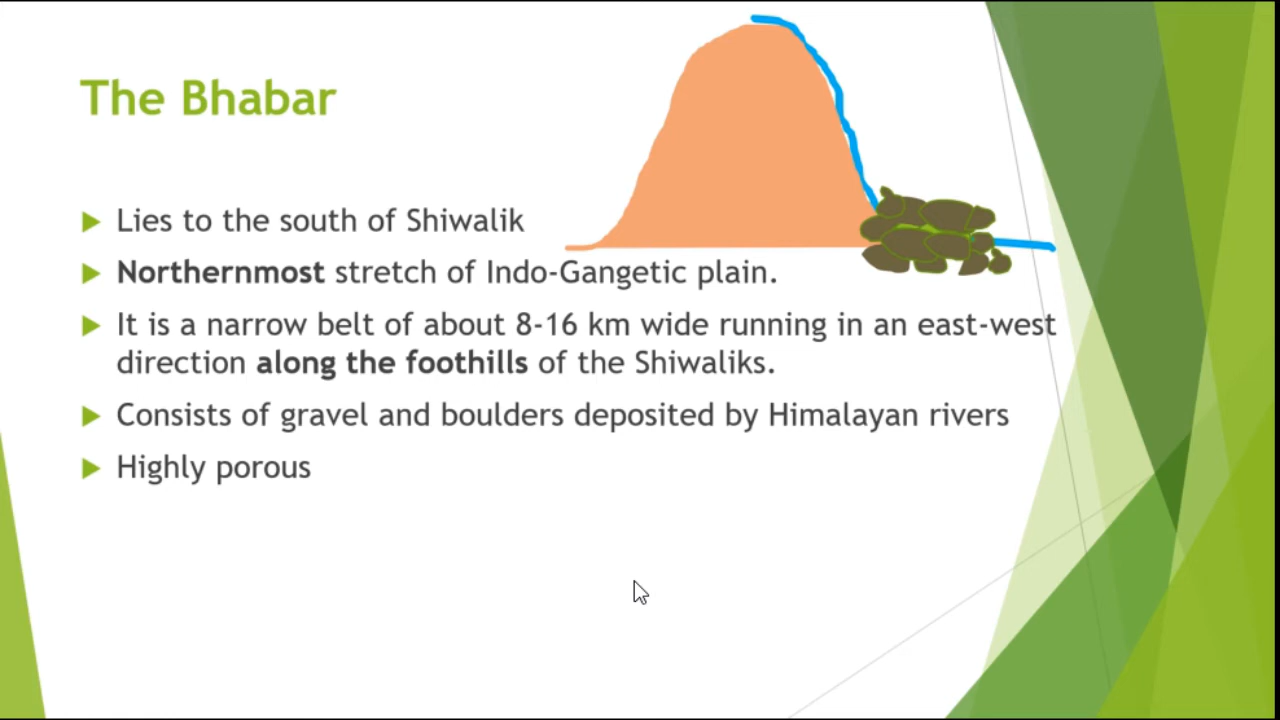 The Bhabar
Lies to the south of Shiwalik
Northernmost stretch of Indo-Gangetic plain.
It is a narrow belt of about 8-16 km wide running in an east-west
direction along the foothills of the Shiwaliks.
Consists of gravel and boulders deposited by Himalayan rivers
Highly porous